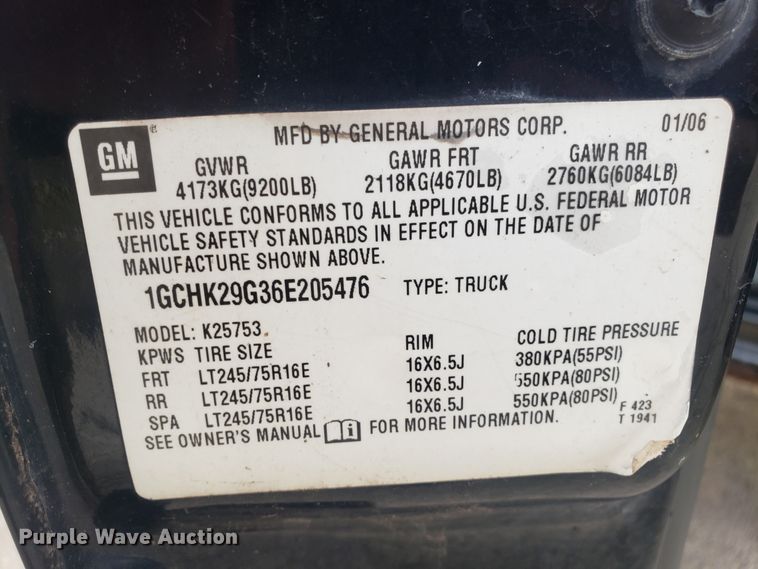 GM
MFD BY GENERAL MOTORS CORP. 01/06
GVWR GAWR FRT GAWR RR
4173KG(9200LB) 2118KG(4670LB) 2760KG(6084LB)
THIS VEHICLE CONFORMS TO ALL APPLICABLE U.S. FEDERAL MOTOR
VEHICLE SAFETY STANDARDS IN EFFECT ON THE DATE OF
MANUFACTURE SHOWN ABOVE.
1GCHK29G36E205476 TYPE: TRUCK
MODEL: K25753
KPWS TIRE SIZE RIM COLD TIRE PRESSURE
FRT LT245/75R16E 16X6.5J 380KPA(55PSI)
RR LT245/75R16E 16X6.5J 550KPA(80PSI)
SPA LT245/75R16E 16X6.5J 550KPA(80PSI)
SEE OWNER'S MANUAL FOR MORE INFORMATION.
F 423
T 1941
Purple Wave Auction